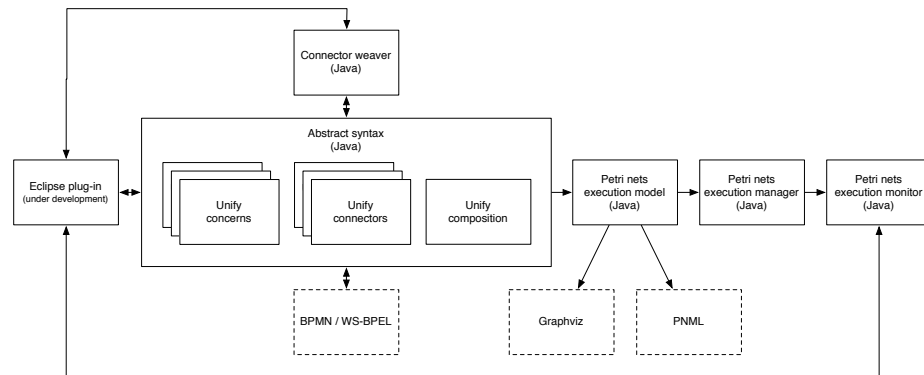 Connector weaver
(Java)
Abstract syntax
(Java)
Eclipse plug-in
(under development)
Unify
concerns
Unify
connectors
Unify
composition
Petri nets
execution model
(Java)
Petri nets
execution manager
(Java)
Petri nets
execution monitor
(Java)
BPMN / WS-BPEL
Graphviz
PNML